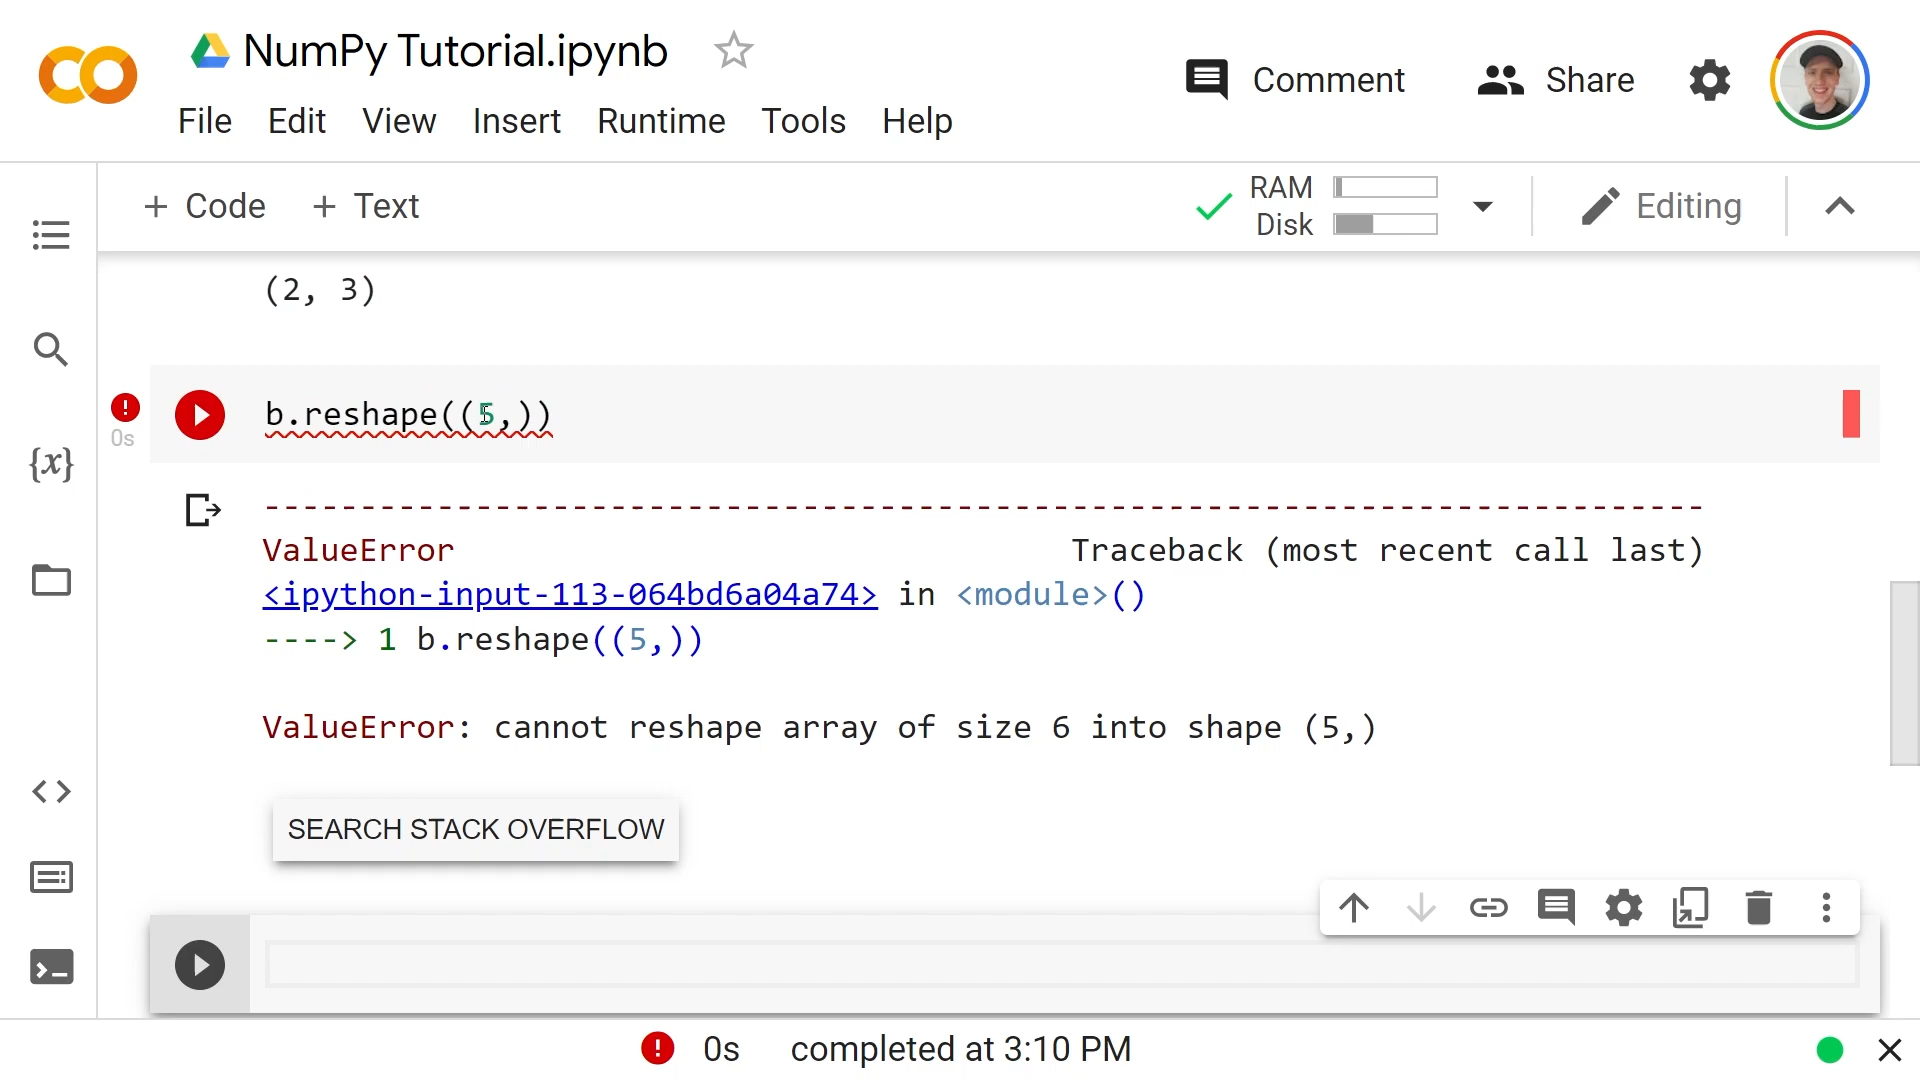 NumPy Tutorial.ipynb
File Edit View Insert Runtime Tools Help
Comment
Share
+ Code + Text
RAM
Disk
Editing
(2, 3)
0s
b.reshape((5,))
{x}
---------------------------------------------------------------------------
ValueError Traceback (most recent call last)
<ipython-input-113-064bd6a04a74> in <module>()
----> 1 b.reshape((5,))
ValueError: cannot reshape array of size 6 into shape (5,)
SEARCH STACK OVERFLOW
0s completed at 3:10 PM